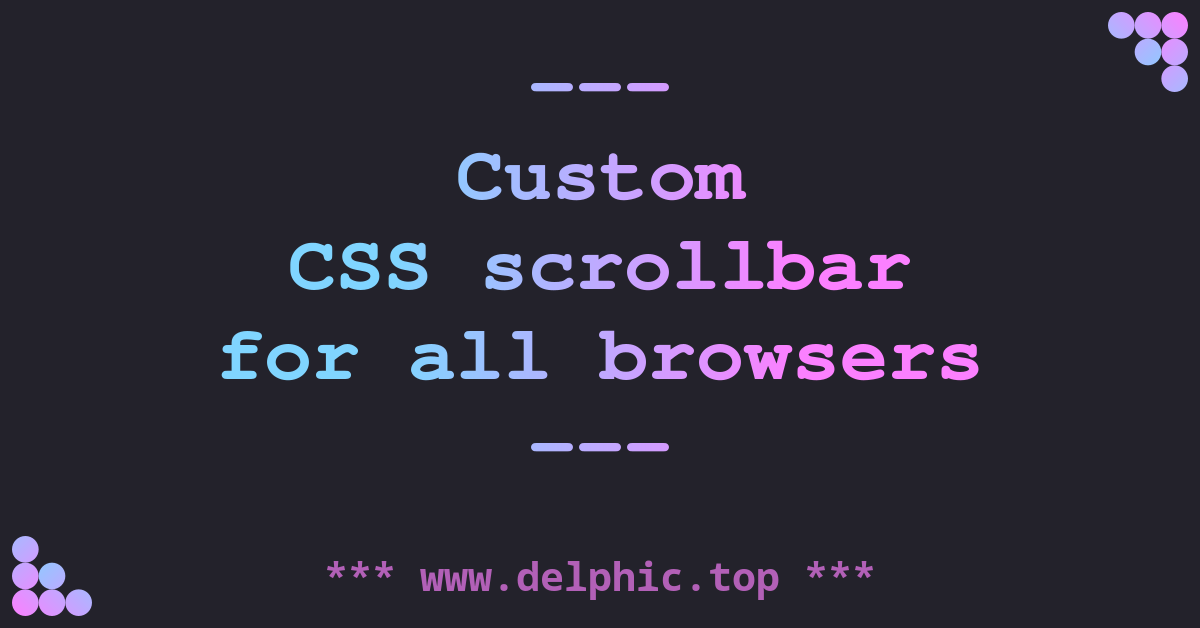 ---
Custom
CSS scrollbar
for all browsers
---
*** www.delphic.top ***